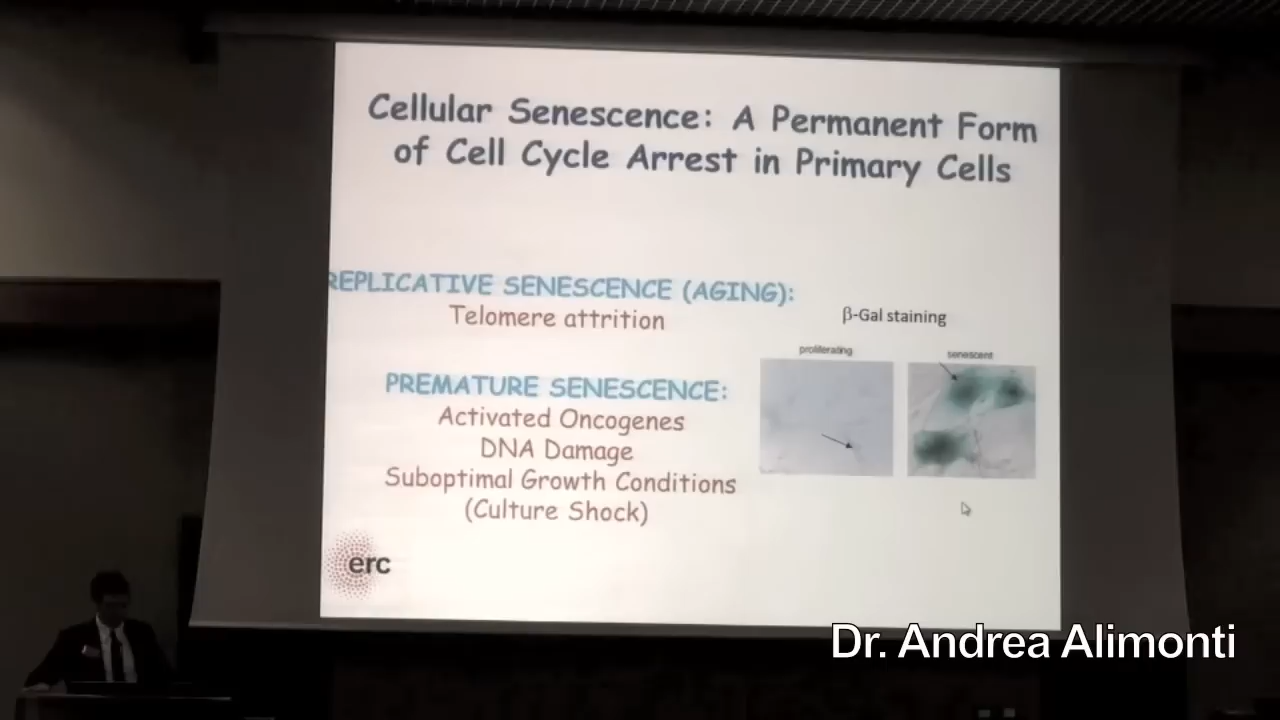 Cellular Senescence: A Permanent Form
of Cell Cycle Arrest in Primary Cells
REPLICATIVE SENESCENCE (AGING):
Telomere attrition
β-Gal staining
proliferating
senescent
PREMATURE SENESCENCE:
Activated Oncogenes
DNA Damage
Suboptimal Growth Conditions
(Culture Shock)
erc
Dr. Andrea Alimonti